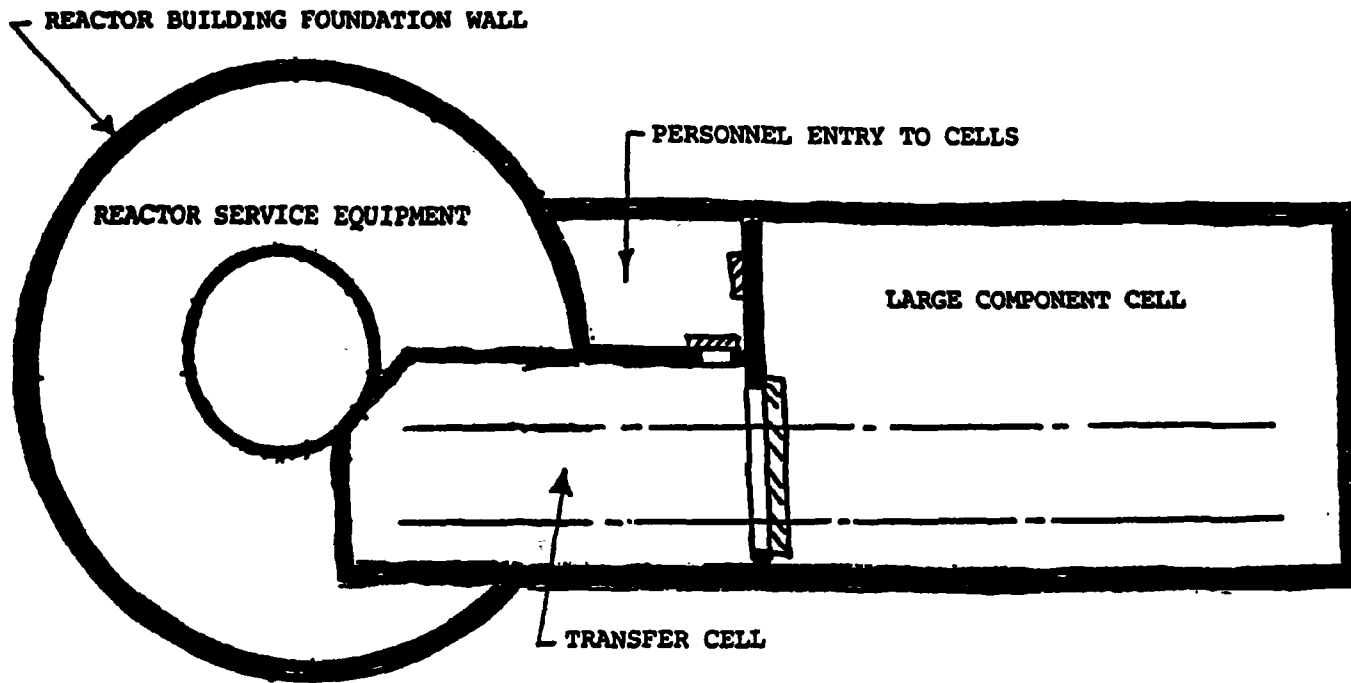 REACTOR BUILDING FOUNDATION WALL
PERSONNEL ENTRY TO CELLS
REACTOR SERVICE EQUIPMENT
LARGE COMPONENT CELL
TRANSFER CELL